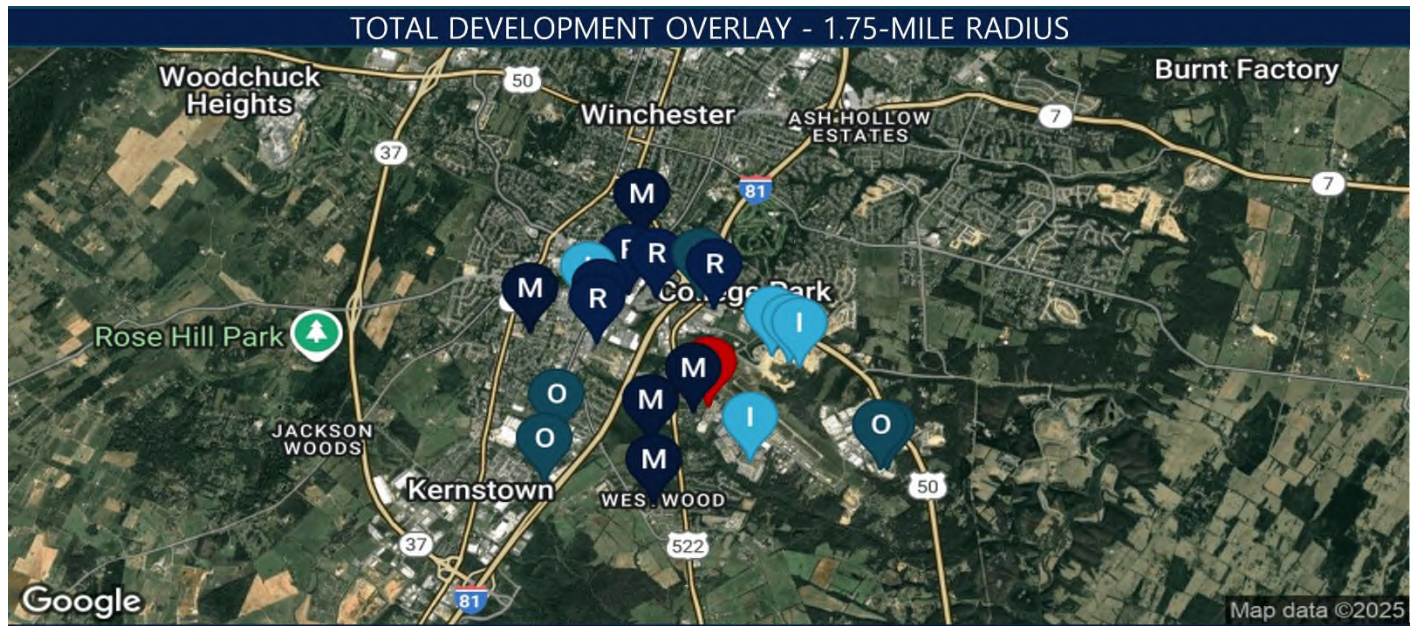 TOTAL DEVELOPMENT OVERLAY - 1.75-MILE RADIUS
Woodchuck
Heights
50
Winchester
Burnt Factory
ASH HOLLOW
ESTATES
7
37
81
7
M
R
R
M
R
College Park
I
Rose Hill Park
M
M
O
I
O
O
JACKSON
WOODS
M
Kernstown
WESTWOOD
50
37
522
81
Google
Map data ©2025